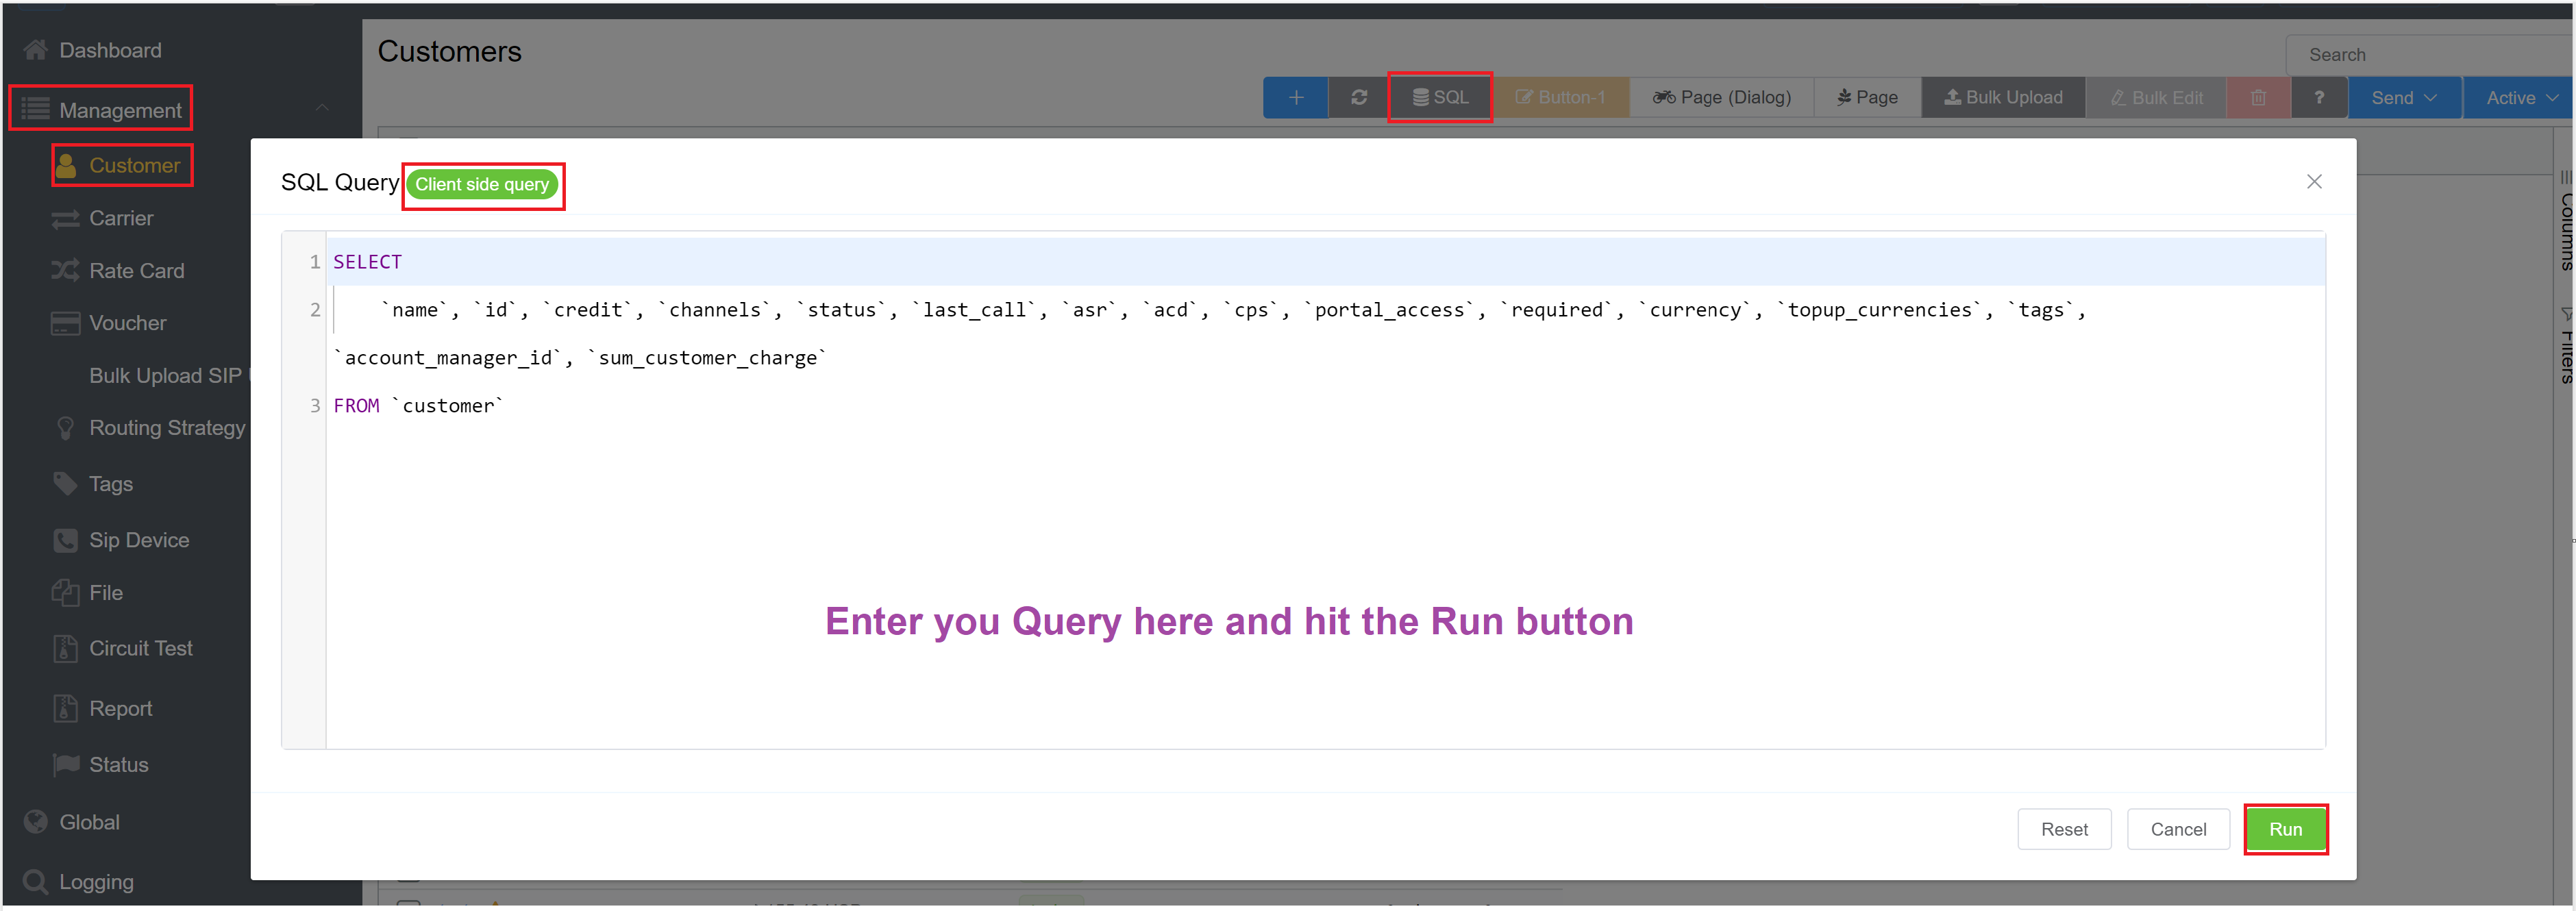 Dashboard
Management
Customer
Carrier
Rate Card
Voucher
Bulk Upload SIP
Routing Strategy
Tags
Sip Device
File
Circuit Test
Report
Status
Global
Logging
Customers
Search
+ SQL Button-1 Page (Dialog) Page Bulk Upload Bulk Edit ? Send Active
Columns
Filters
SQL Query Client side query
1 SELECT
2 `name`, `id`, `credit`, `channels`, `status`, `last_call`, `asr`, `acd`, `cps`, `portal_access`, `required`, `currency`, `topup_currencies`, `tags`,
`account_manager_id`, `sum_customer_charge`
3 FROM `customer`
Enter you Query here and hit the Run button
Reset Cancel Run